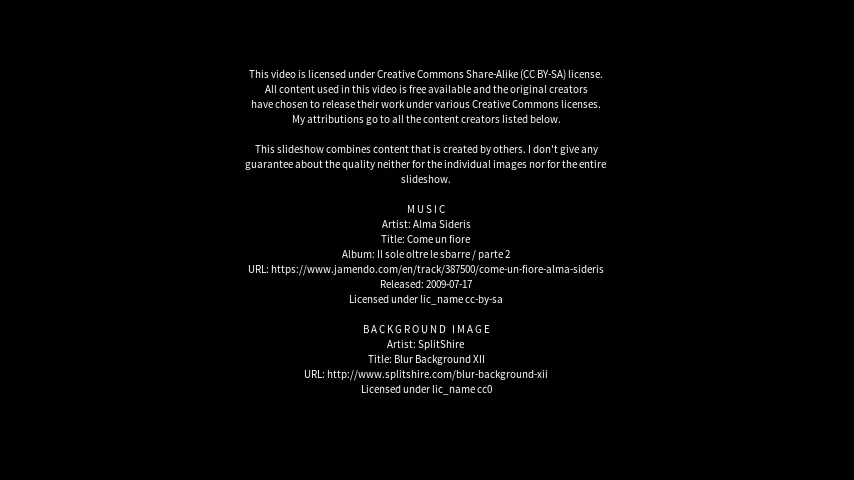 This video is licensed under Creative Commons Share-Alike (CC BY-SA) license.
All content used in this video is free available and the original creators
have chosen to release their work under various Creative Commons licenses.
My attributions go to all the content creators listed below.
This slideshow combines content that is created by others. I don't give any
guarantee about the quality neither for the individual images nor for the entire
slideshow.
MUSIC
Artist: Alma Sideris
Title: Come un fiore
Album: Il sole oltre le sbarre / parte 2
URL: https://www.jamendo.com/en/track/387500/come-un-fiore-alma-sideris
Released: 2009-07-17
Licensed under lic_name cc-by-sa
BACKGROUND IMAGE
Artist: SplitShire
Title: Blur Background XII
URL: http://www.splitshire.com/blur-background-xii
Licensed under lic_name cc0